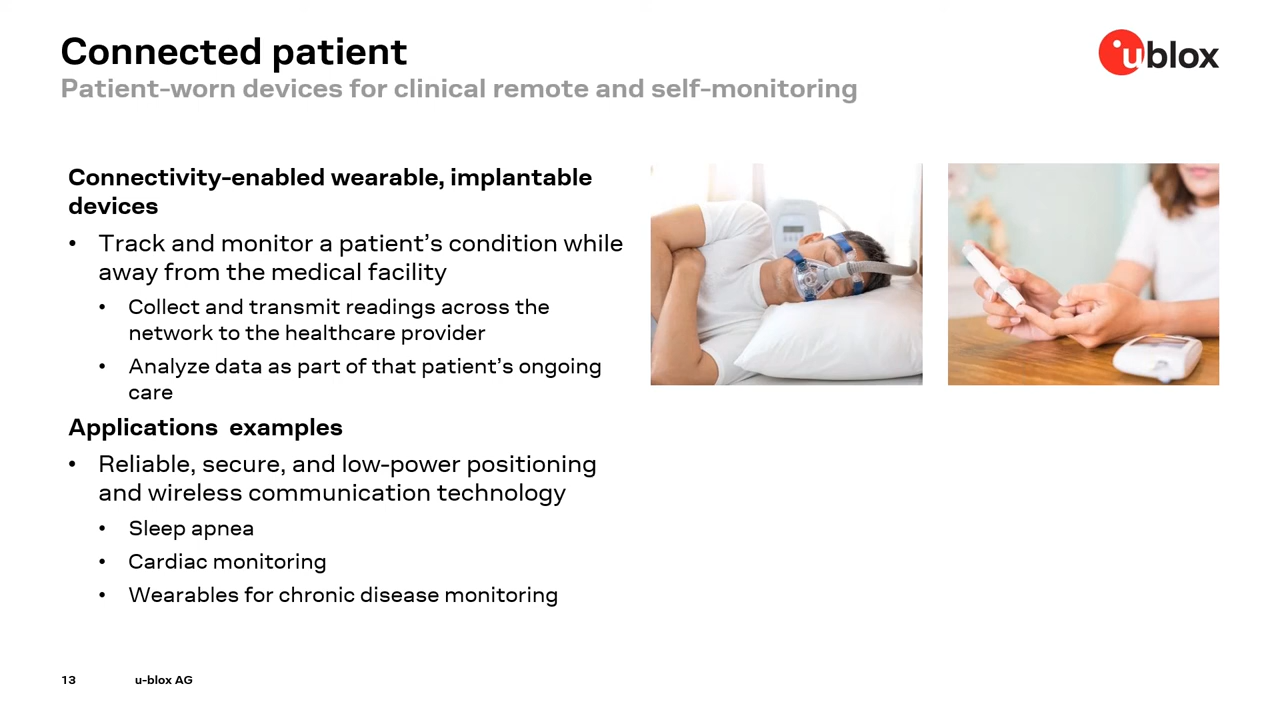 Connected patient
Patient-worn devices for clinical remote and self-monitoring
ublox
Connectivity-enabled wearable, implantable
devices
• Track and monitor a patient’s condition while
away from the medical facility
• Collect and transmit readings across the
network to the healthcare provider
• Analyze data as part of that patient’s ongoing
care
Applications  examples
• Reliable, secure, and low-power positioning
and wireless communication technology
• Sleep apnea
• Cardiac monitoring
• Wearables for chronic disease monitoring
13 u-blox AG